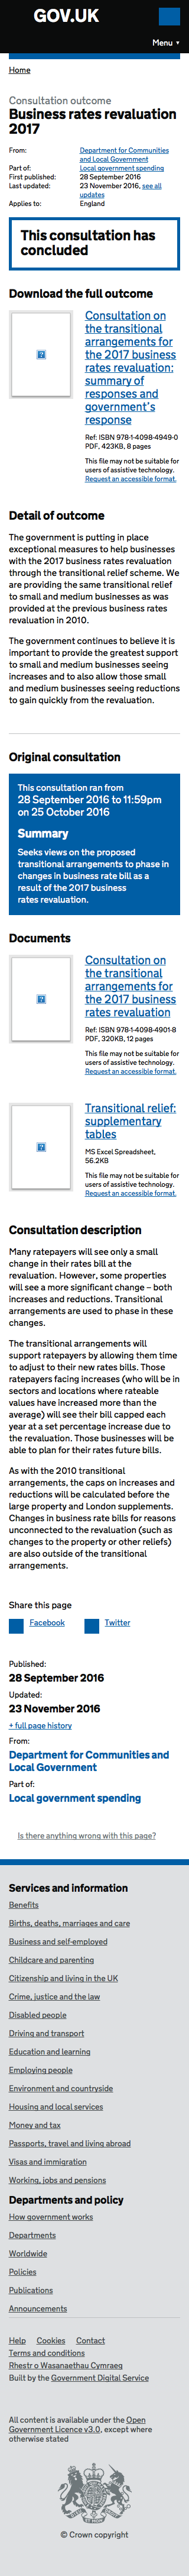 GOV.UK
Menu ▼
Home
Consultation outcome
Business rates revaluation
2017
From:
Department for Communities
and Local Government
Part of:
Local government spending
First published:
28 September 2016
Last updated:
23 November 2016, see all
updates
Applies to:
England
This consultation has
concluded
Download the full outcome
Consultation on
the transitional
arrangements for
the 2017 business
rates revaluation:
summary of
responses and
government's
response
Ref: ISBN 978-1-4098-4949-0
PDF, 423KB, 8 pages
This file may not be suitable for
users of assistive technology.
Request an accessible format.
Detail of outcome
The government is putting in place
exceptional measures to help businesses
with the 2017 business rates revaluation
through the transitional relief scheme. We
are providing the same transitional relief
to small and medium businesses as was
provided at the previous business rates
revaluation in 2010.
The government continues to believe it is
important to provide the greatest support
to small and medium businesses seeing
increases and to also allow those small
and medium businesses seeing reductions
to gain quickly from the revaluation.
Original consultation
This consultation ran from
28 September 2016 to 11:59pm
on 25 October 2016
Summary
Seeks views on the proposed
transitional arrangements to phase in
changes in business rate bill as a
result of the 2017 business
rates revaluation.
Documents
Consultation on
the transitional
arrangements for
the 2017 business
rates revaluation
Ref: ISBN 978-1-4098-4901-8
PDF, 320KB, 12 pages
This file may not be suitable for
users of assistive technology.
Request an accessible format.
Transitional relief:
supplementary
tables
MS Excel Spreadsheet,
56.2KB
This file may not be suitable for
users of assistive technology.
Request an accessible format.
Consultation description
Many ratepayers will see only a small
change in their rates bill at the
revaluation. However, some properties
will see a more significant change – both
increases and reductions. Transitional
arrangements are used to phase in these
changes.
The transitional arrangements will
support ratepayers by allowing them time
to adjust to their new rates bills. Those
ratepayers facing increases (who will be in
sectors and locations where rateable
values have increased more than the
average) will see their bill capped each
year at a set percentage increase due to
the revaluation. Those businesses will be
able to plan for their rates future bills.
As with the 2010 transitional
arrangements, the caps on increases and
reductions will be calculated before the
large property and London supplements.
Changes in business rate bills for reasons
unconnected to the revaluation (such as
changes to the property or other reliefs)
are also outside of the transitional
arrangements.
Share this page
Facebook
Twitter
Published:
28 September 2016
Updated:
23 November 2016
+ full page history
From:
Department for Communities and
Local Government
Part of:
Local government spending
Is there anything wrong with this page?
Services and information
Benefits
Births, deaths, marriages and care
Business and self-employed
Childcare and parenting
Citizenship and living in the UK
Crime, justice and the law
Disabled people
Driving and transport
Education and learning
Employing people
Environment and countryside
Housing and local services
Money and tax
Passports, travel and living abroad
Visas and immigration
Working, jobs and pensions
Departments and policy
How government works
Departments
Worldwide
Policies
Publications
Announcements
Help Cookies Contact
Terms and conditions
Rhestr o Wasanaethau Cymraeg
Built by the Government Digital Service
All content is available under the Open
Government Licence v3.0, except where
otherwise stated
© Crown copyright